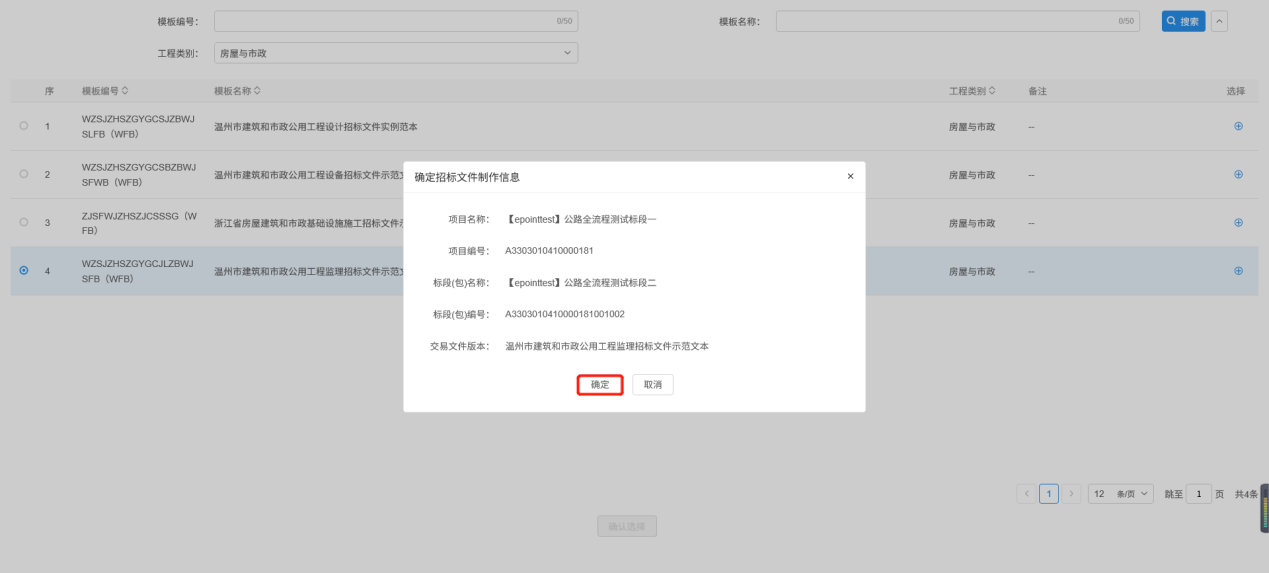 模板编号： 0/50 模板名称： 0/50 搜索
工程类别： 房屋与市政
序 模板编号 模板名称 工程类别 备注 选择
1 WZSJZHSZGYGCSJZBWJSLFB（WFB） 温州市建筑和市政公用工程设计招标文件实例范本 房屋与市政 --
2 WZSJZHSZGYGCSBZBWJSFWB（WFB） 温州市建筑和市政公用工程设备招标文件示范 房屋与市政 --
3 ZJSFWJZHSZJCSSSG（WFB） 浙江省房屋建筑和市政基础设施施工招标文件 房屋与市政 --
4 WZSJZHSZGYGCJLZBWJSFB（WFB） 温州市建筑和市政公用工程监理招标文件示范 房屋与市政 --
确定招标文件制作信息 ×
项目名称： 【epointtest】公路全流程测试标段一
项目编号： A3303010410000181
标段(包)名称： 【epointtest】公路全流程测试标段二
标段(包)编号： A3303010410000181001002
交易文件版本： 温州市建筑和市政公用工程监理招标文件示范文本
确定 取消
1 12 条/页 跳至 1 页 共4条
确认选择